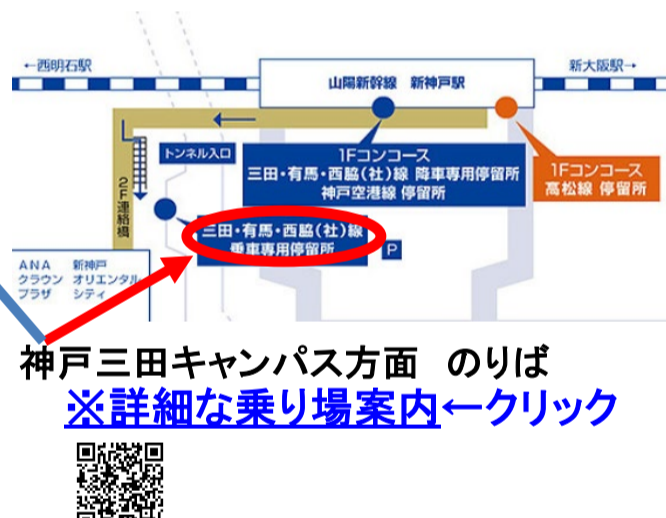 ←西明石駅
新大阪駅→
山陽新幹線 新神戸駅
トンネル入口
1Fコンコース
三田・有馬・西脇(社)線 降車専用停留所
神戸空港線 停留所
1Fコンコース
高松線 停留所
2F連絡橋
三田・有馬・西脇(社)線
乗車専用停留所
P
ANA 新神戸
クラウン オリエンタル
プラザ シティ
神戸三田キャンパス方面 のりば
※詳細な乗り場案内←クリック